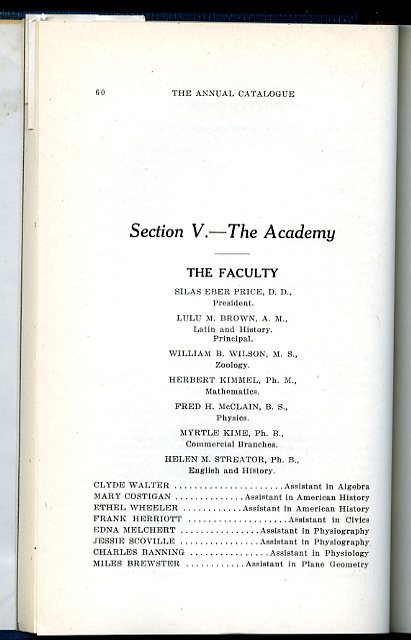 60 THE ANNUAL CATALOGUE
Section V.—The Academy
THE FACULTY
SILAS EBER PRICE, D. D.,
President.
LULU M. BROWN, A. M.,
Latin and History.
Principal.
WILLIAM B. WILSON, M. S.,
Zoology.
HERBERT KIMMEL, Ph. M.,
Mathematics.
FRED H. McCLAIN, B. S.,
Physics.
MYRTLE KIME, Ph. B.,
Commercial Branches.
HELEN M. STREATOR, Ph. B.,
English and History.
CLYDE WALTER ......................Assistant in Algebra
MARY COSTIGAN .............Assistant in American History
ETHEL WHEELER ............Assistant in American History
FRANK HERRIOTT ....................Assistant in Civics
EDNA MELCHERT ................Assistant in Physiography
JESSIE SCOVILLE ................Assistant in Physiography
CHARLES BANNING ................Assistant in Physiology
MILES BREWSTER ............Assistant in Plane Geometry